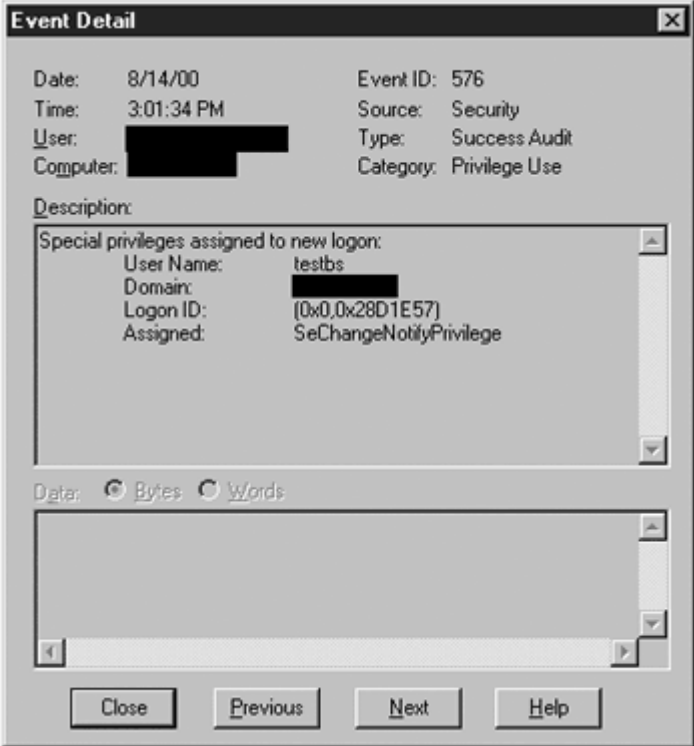 Event Detail
Date: 8/14/00 Event ID: 576
Time: 3:01:34 PM Source: Security
User: Type: Success Audit
Computer: Category: Privilege Use
Description:
Special privileges assigned to new logon:
User Name: testbs
Domain:
Logon ID: (0x0,0x28D1E57)
Assigned: SeChangeNotifyPrivilege
Data: Bytes Words
Close Previous Next Help